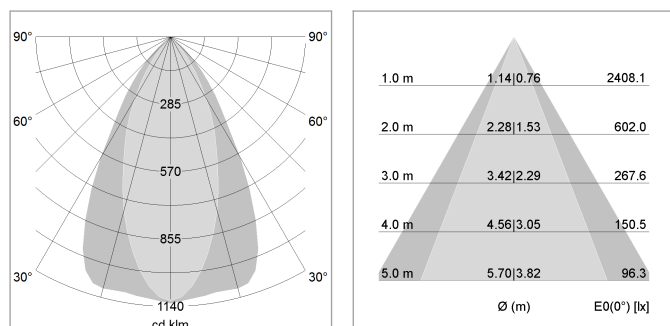 90° 90°
285
60° 60°
570
855
30° 30°
1140
cd klm
1.0 m 1.14|0.76 2408.1
2.0 m 2.28|1.53 602.0
3.0 m 3.42|2.29 267.6
4.0 m 4.56|3.05 150.5
5.0 m 5.70|3.82 96.3
Ø (m) E0(0°) [lx]